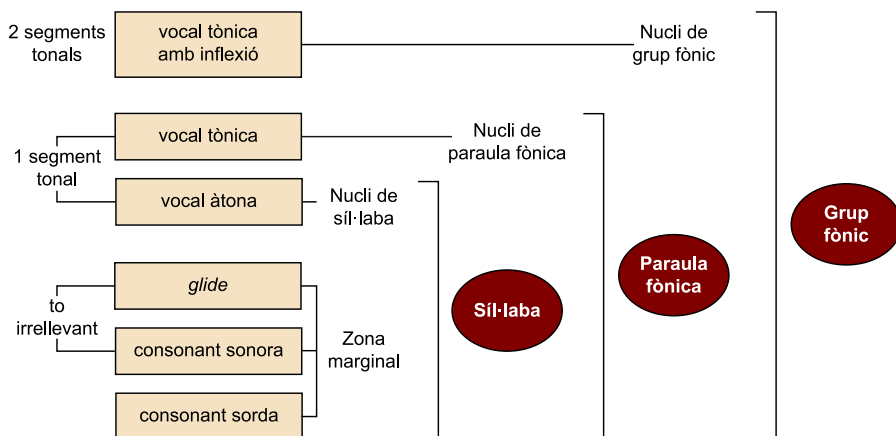 2 segments
tonals
vocal tònica
amb inflexió
Nucli de
grup fònic
1 segment
tonal
vocal tònica
Nucli de
paraula fònica
vocal àtona
Nucli de
síl·laba
to
irrellevant
glide
consonant sonora
consonant sorda
Zona
marginal
Síl·laba
Paraula
fònica
Grup
fònic